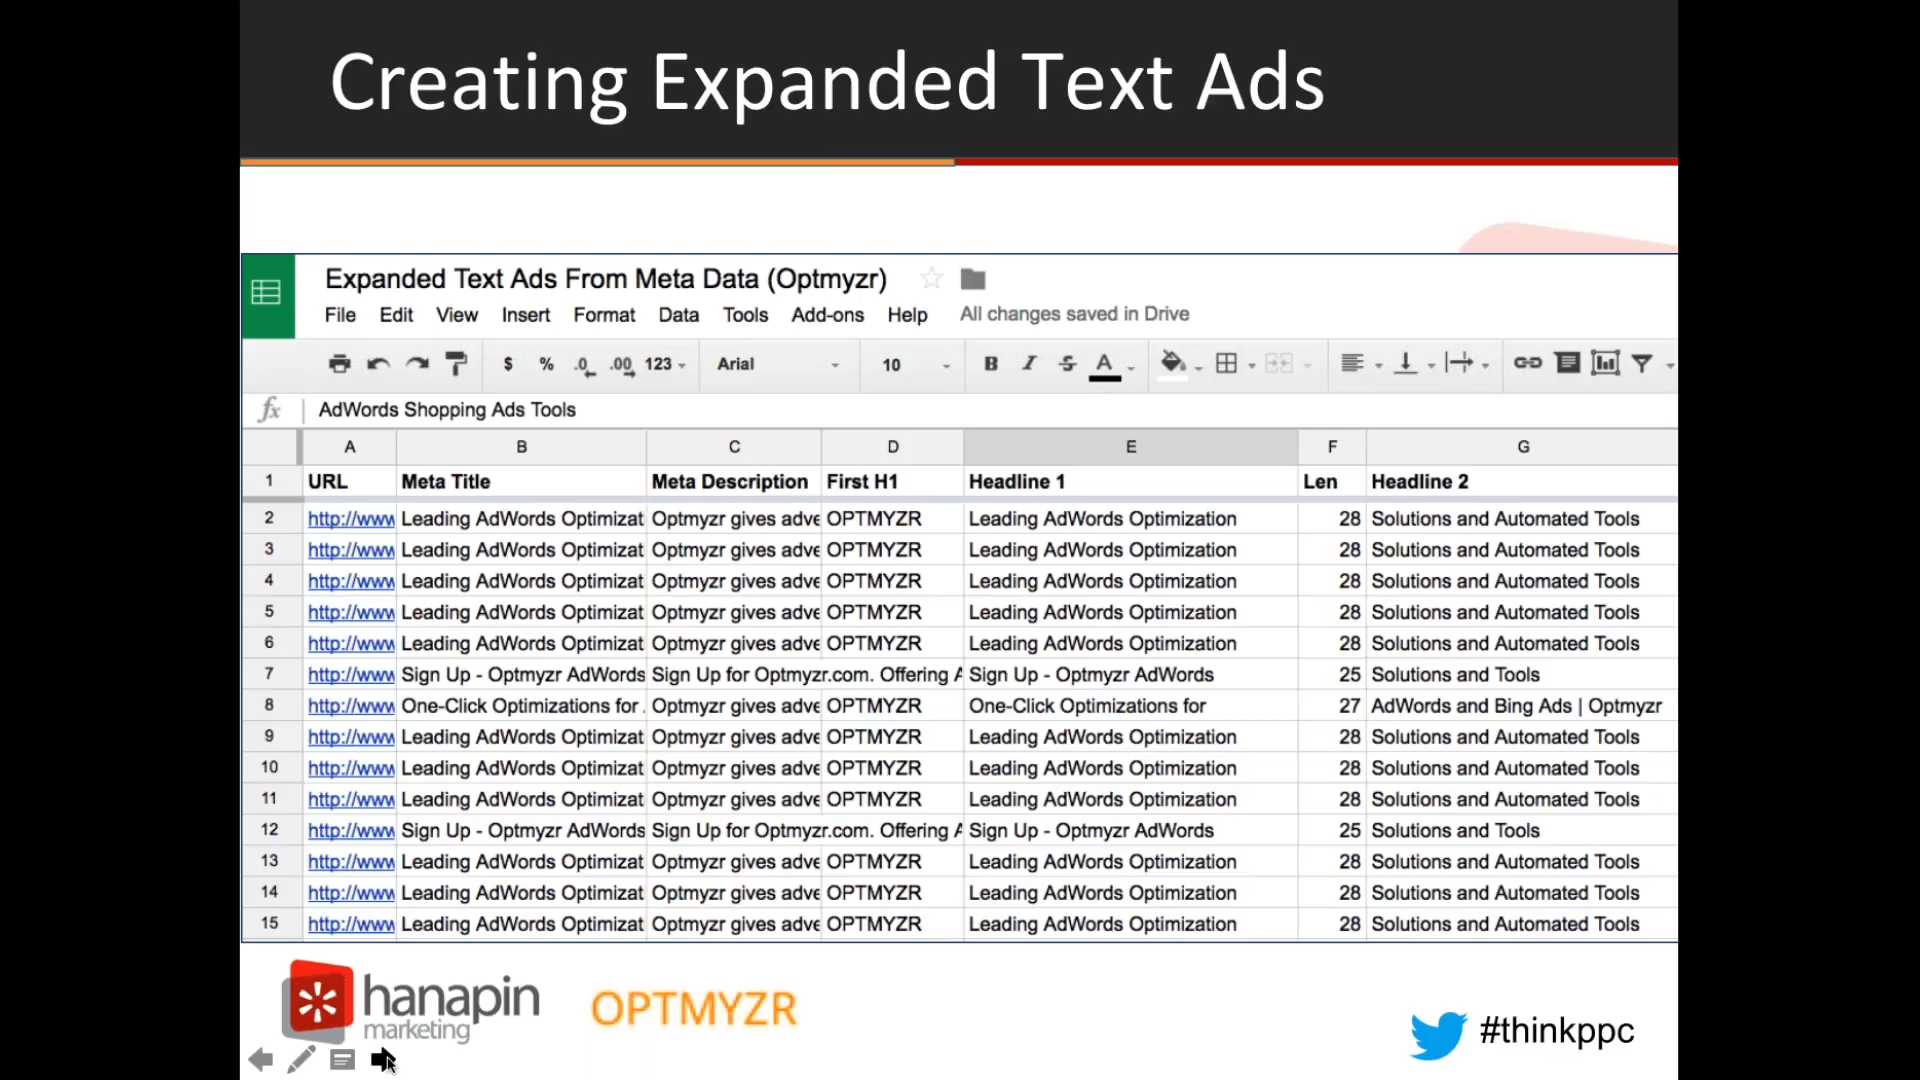 Creating Expanded Text Ads
Expanded Text Ads From Meta Data (Optmyzr)
File Edit View Insert Format Data Tools Add-ons Help All changes saved in Drive
$ % .0 .00 123 Arial 10 B I S A
fx AdWords Shopping Ads Tools
A B C D E F G
1 URL Meta Title Meta Description First H1 Headline 1 Len Headline 2
2 http://www Leading AdWords Optimizat Optmyzr gives adve OPTMYZR Leading AdWords Optimization 28 Solutions and Automated Tools
3 http://www Leading AdWords Optimizat Optmyzr gives adve OPTMYZR Leading AdWords Optimization 28 Solutions and Automated Tools
4 http://www Leading AdWords Optimizat Optmyzr gives adve OPTMYZR Leading AdWords Optimization 28 Solutions and Automated Tools
5 http://www Leading AdWords Optimizat Optmyzr gives adve OPTMYZR Leading AdWords Optimization 28 Solutions and Automated Tools
6 http://www Leading AdWords Optimizat Optmyzr gives adve OPTMYZR Leading AdWords Optimization 28 Solutions and Automated Tools
7 http://www Sign Up - Optmyzr AdWords Sign Up for Optmyzr.com. Offering A Sign Up - Optmyzr AdWords 25 Solutions and Tools
8 http://www One-Click Optimizations for Optmyzr gives adve OPTMYZR One-Click Optimizations for 27 AdWords and Bing Ads | Optmyzr
9 http://www Leading AdWords Optimizat Optmyzr gives adve OPTMYZR Leading AdWords Optimization 28 Solutions and Automated Tools
10 http://www Leading AdWords Optimizat Optmyzr gives adve OPTMYZR Leading AdWords Optimization 28 Solutions and Automated Tools
11 http://www Leading AdWords Optimizat Optmyzr gives adve OPTMYZR Leading AdWords Optimization 28 Solutions and Automated Tools
12 http://www Sign Up - Optmyzr AdWords Sign Up for Optmyzr.com. Offering A Sign Up - Optmyzr AdWords 25 Solutions and Tools
13 http://www Leading AdWords Optimizat Optmyzr gives adve OPTMYZR Leading AdWords Optimization 28 Solutions and Automated Tools
14 http://www Leading AdWords Optimizat Optmyzr gives adve OPTMYZR Leading AdWords Optimization 28 Solutions and Automated Tools
15 http://www Leading AdWords Optimizat Optmyzr gives adve OPTMYZR Leading AdWords Optimization 28 Solutions and Automated Tools
hanapin
marketing
OPTMYZR
#thinkppc